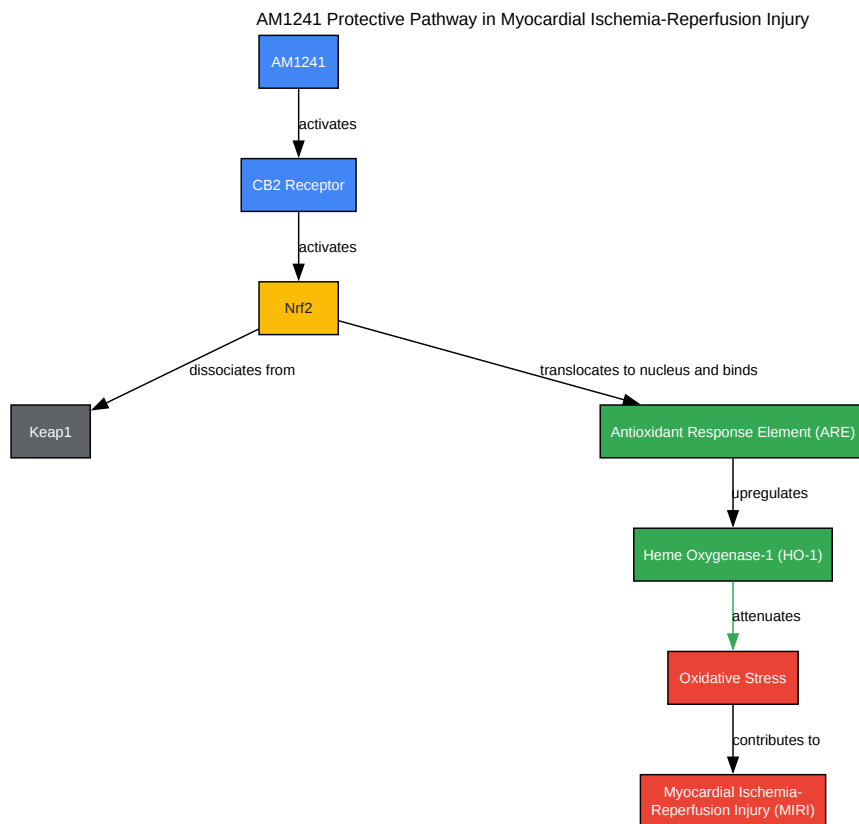 AM1241 Protective Pathway in Myocardial Ischemia-Reperfusion Injury
AM1241
activates
CB2 Receptor
activates
Nrf2
dissociates from
translocates to nucleus and binds
Keap1
Antioxidant Response Element (ARE)
upregulates
Heme Oxygenase-1 (HO-1)
attenuates
Oxidative Stress
contributes to
Myocardial Ischemia-
Reperfusion Injury (MIRI)